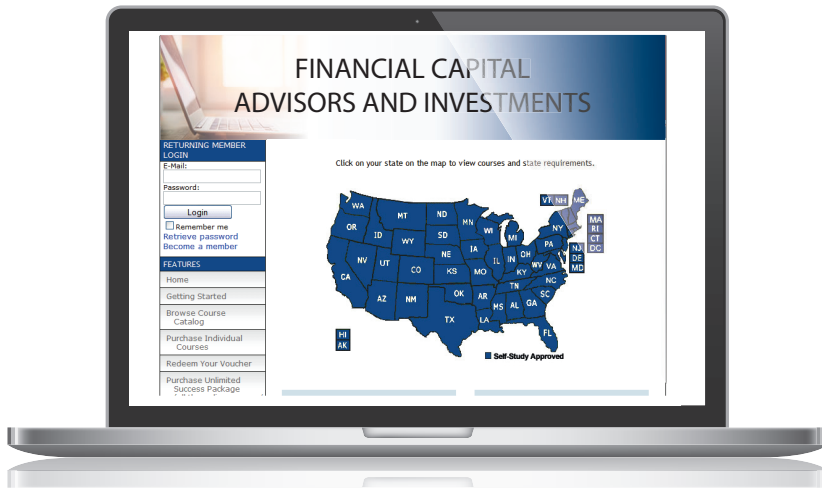 FINANCIAL CAPITAL
ADVISORS AND INVESTMENTS
RETURNING MEMBER
LOGIN
E-Mail:
Password:
Login
Remember me
Retrieve password
Become a member
FEATURES
Home
Getting Started
Browse Course
Catalog
Purchase Individual
Courses
Redeem Your Voucher
Purchase Unlimited
Success Package
Click on your state on the map to view courses and state requirements.
WA
MT
ND
MN
VT
NH
ME
OR
ID
SD
WI
MI
NY
MA
RI
CT
DC
WY
NE
IA
PA
NJ
DE
MD
NV
UT
CO
KS
MO
IL
IN
OH
WV
VA
KY
CA
AZ
NM
OK
AR
TN
NC
SC
MS
AL
GA
TX
LA
FL
HI
AK
Self-Study Approved